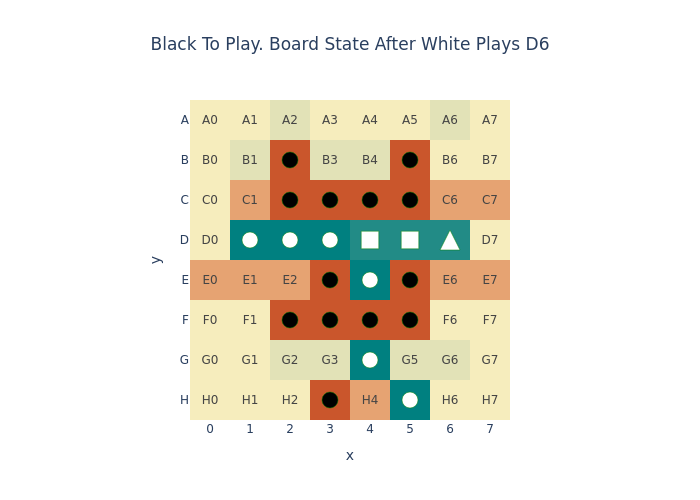 Black To Play. Board State After White Plays D6
A A0 A1 A2 A3 A4 A5 A6 A7
B B0 B1 B3 B4 B6 B7
C C0 C1 C6 C7
D D0 D7
E E0 E1 E2 E6 E7
F F0 F1 F6 F7
G G0 G1 G2 G3 G5 G6 G7
H H0 H1 H2 H4 H6 H7
0 1 2 3 4 5 6 7
x
y